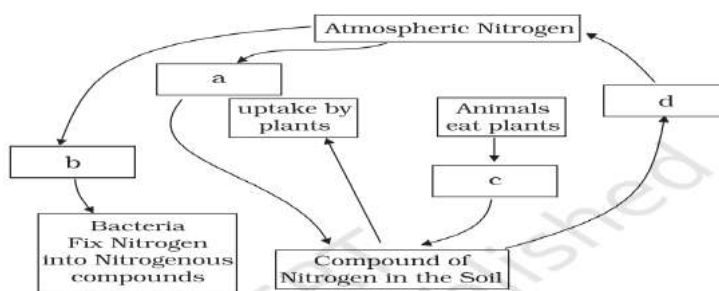 Atmospheric Nitrogen
a
uptake by
plants
Animals
eat plants
d
b
c
Bacteria
Fix Nitrogen
into Nitrogenous
compounds
Compound of
Nitrogen in the Soil